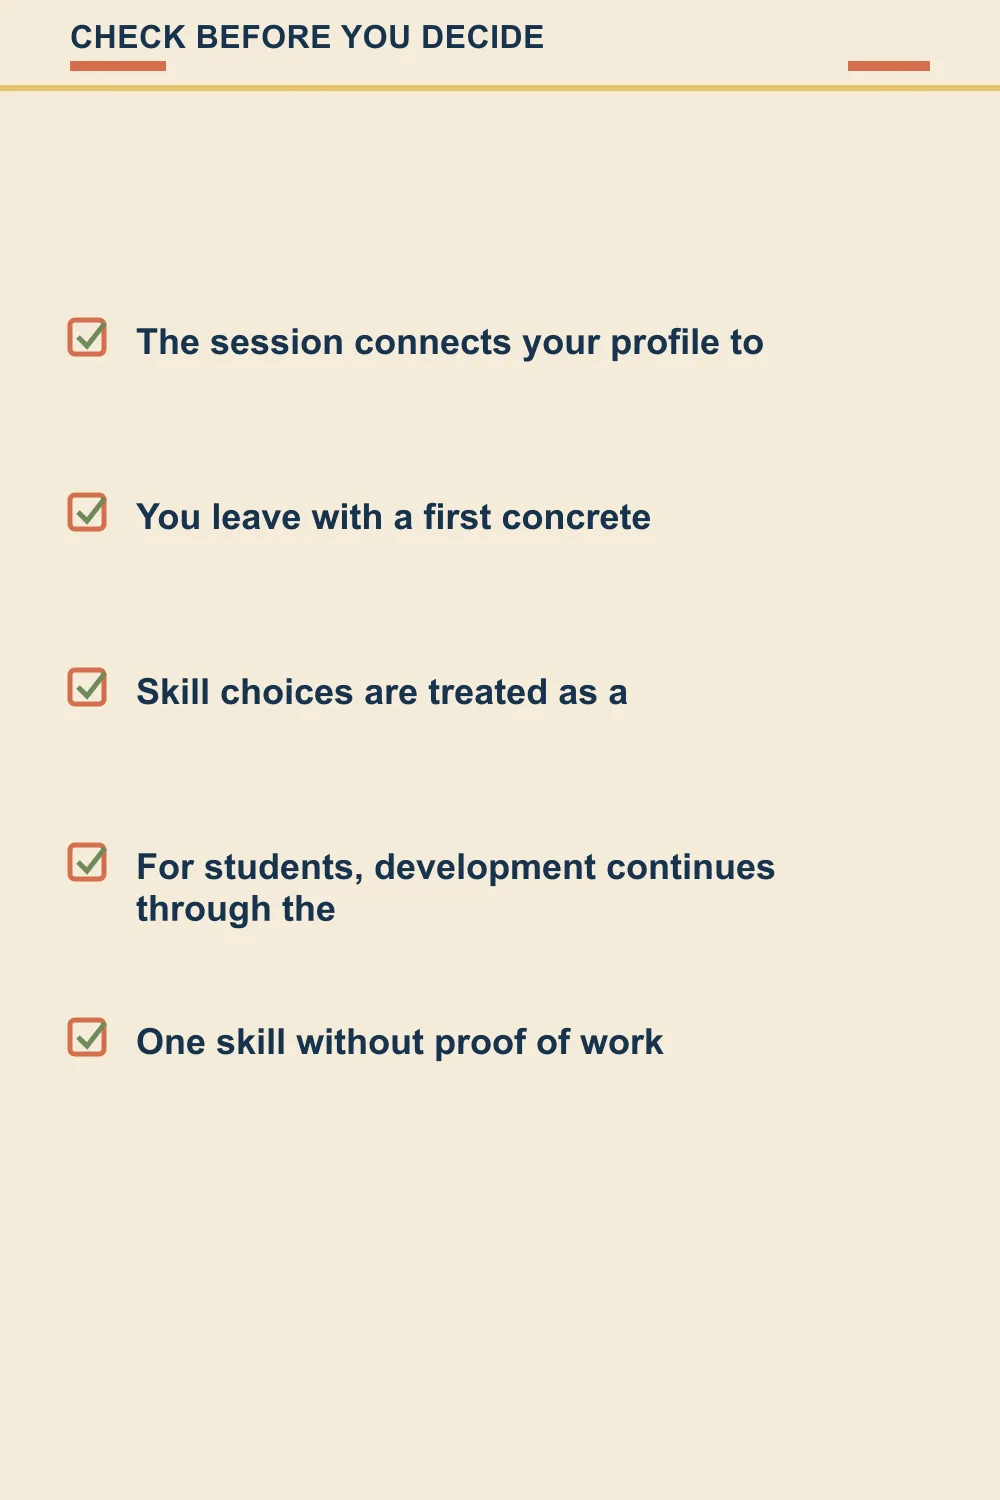 CHECK BEFORE YOU DECIDE
The session connects your profile to
You leave with a first concrete
Skill choices are treated as a
For students, development continues
through the
One skill without proof of work